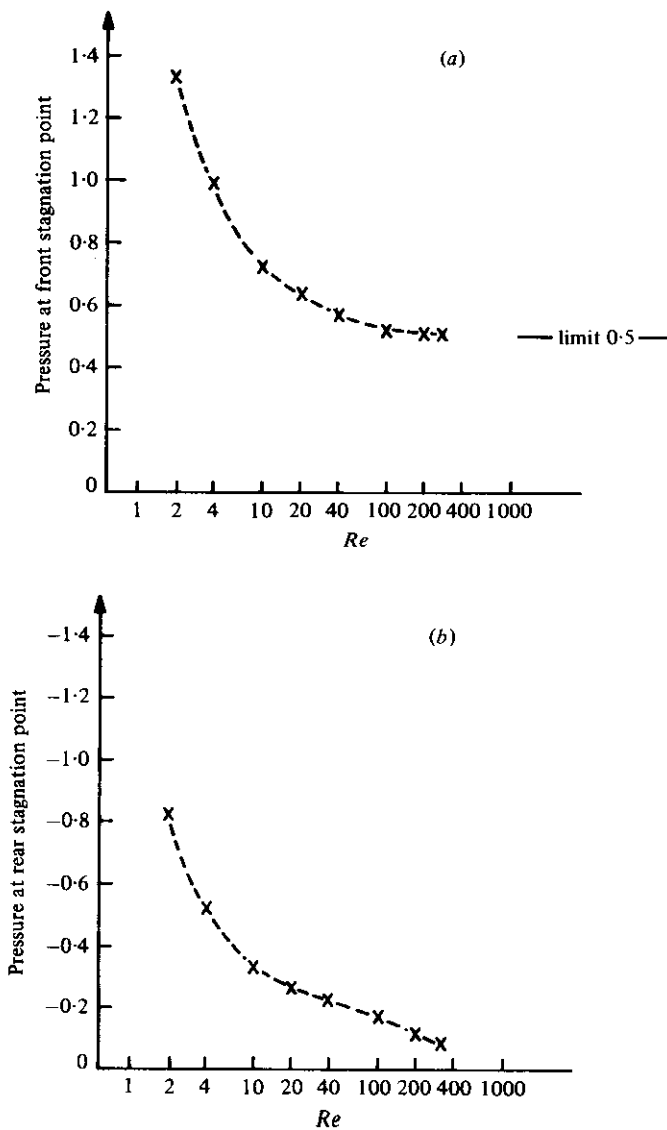 (a)
Pressure at front stagnation point
1·4
1·2
1·0
0·8
0·6
0·4
0·2
0
limit 0·5
1 2 4 10 20 40 100 200 400 1000
Re
(b)
Pressure at rear stagnation point
−1·4
−1·2
−1·0
−0·8
−0·6
−0·4
−0·2
0
1 2 4 10 20 40 100 200 400 1000
Re